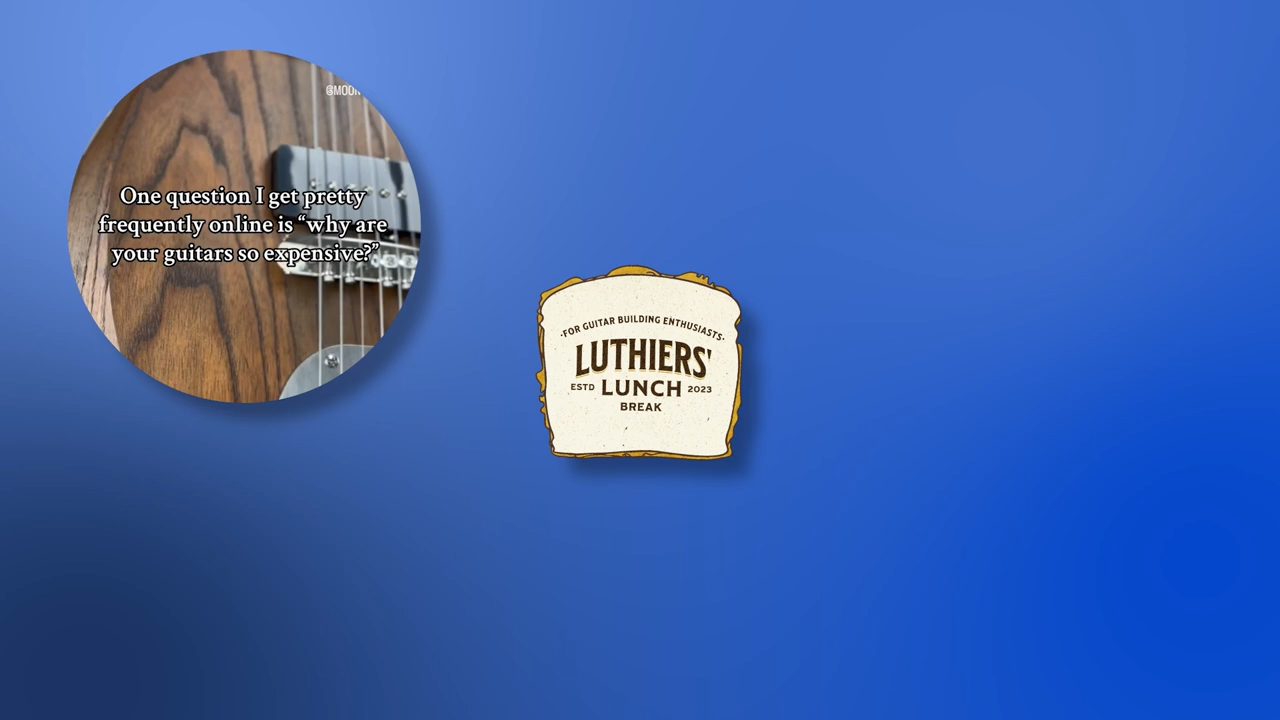 One question I get pretty
frequently online is “why are
your guitars so expensive?”
·FOR GUITAR BUILDING ENTHUSIASTS·
LUTHIERS'
ESTD LUNCH 2023
BREAK